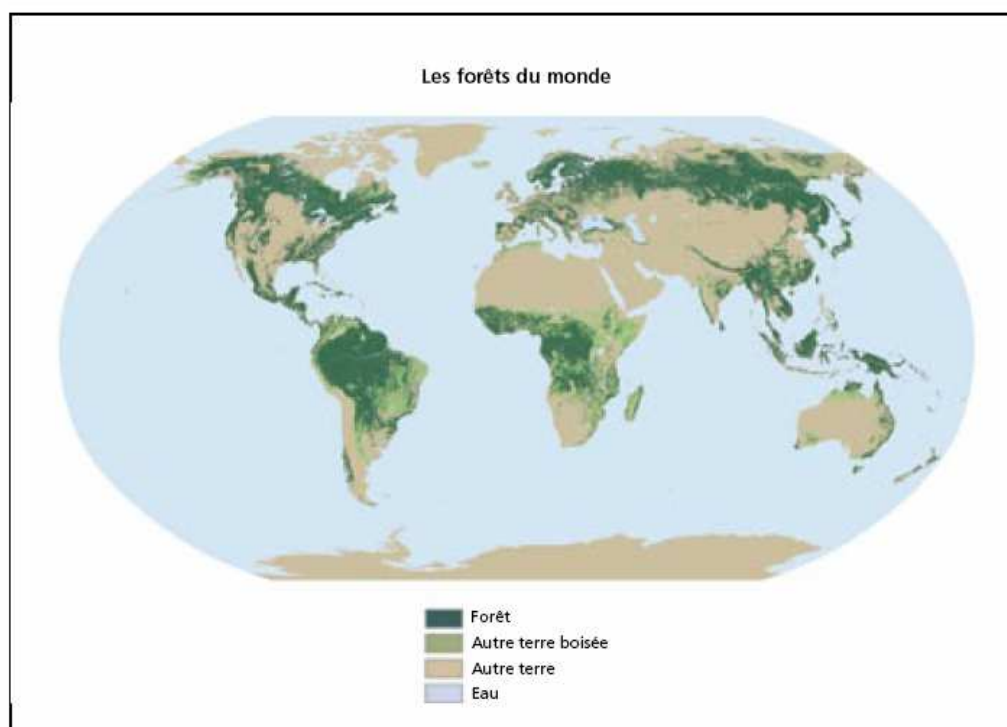 Les forêts du monde
Forêt
Autre terre boisée
Autre terre
Eau